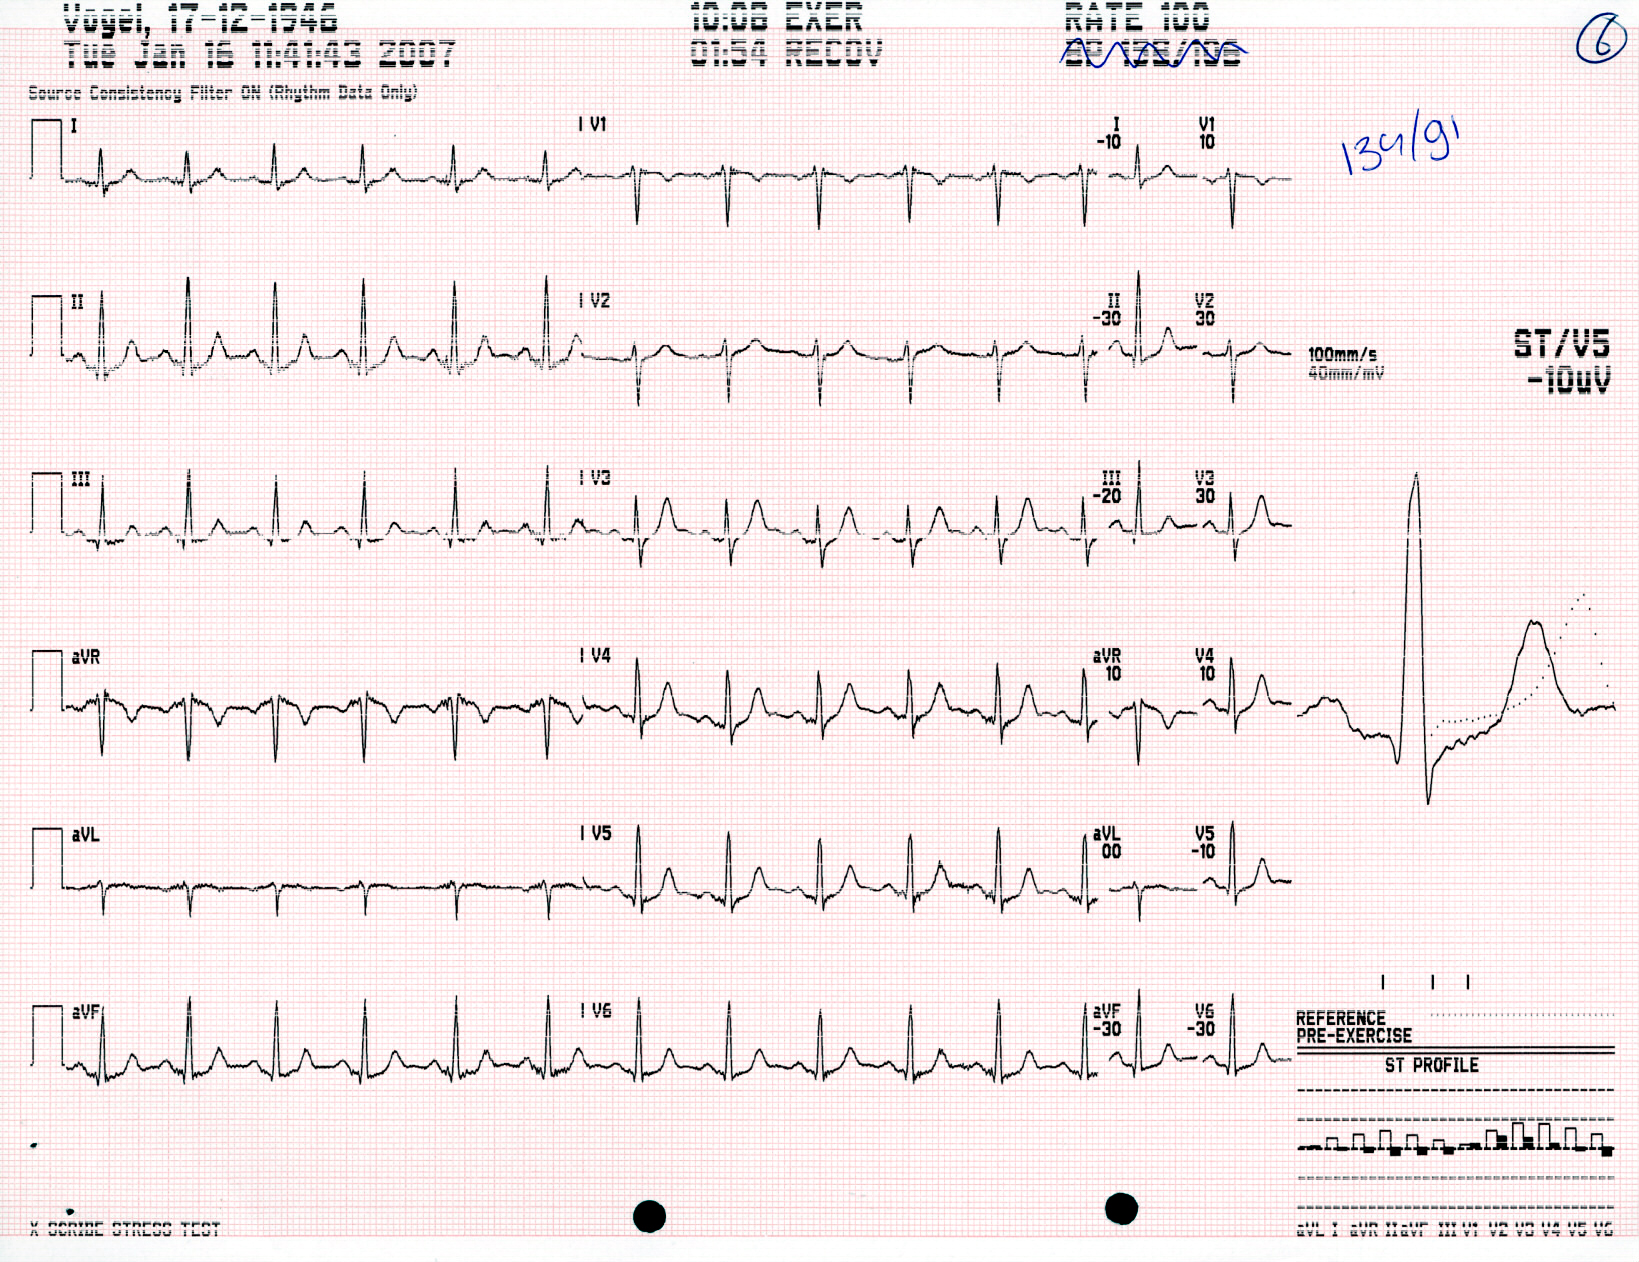 Vogel, 17-12-1946
Tue Jan 16 11:41:43 2007
10:08 EXER
01:54 RECOV
RATE 100
6
Source Consistency Filter ON (Rhythm Data Only)
134/91
I
V1
I
-10
V1
10
II
V2
II
-30
V2
30
100mm/s
40mm/mV
ST/V5
-10uV
III
V3
III
-20
V3
30
aVR
V4
aVR
10
V4
10
aVL
V5
aVL
00
V5
-10
aVF
V6
aVF
-30
V6
-30
REFERENCE
PRE-EXERCISE
ST PROFILE
aVL I aVR II aVF III V1 V2 V3 V4 V5 V6
X-SCRIBE STRESS TEST